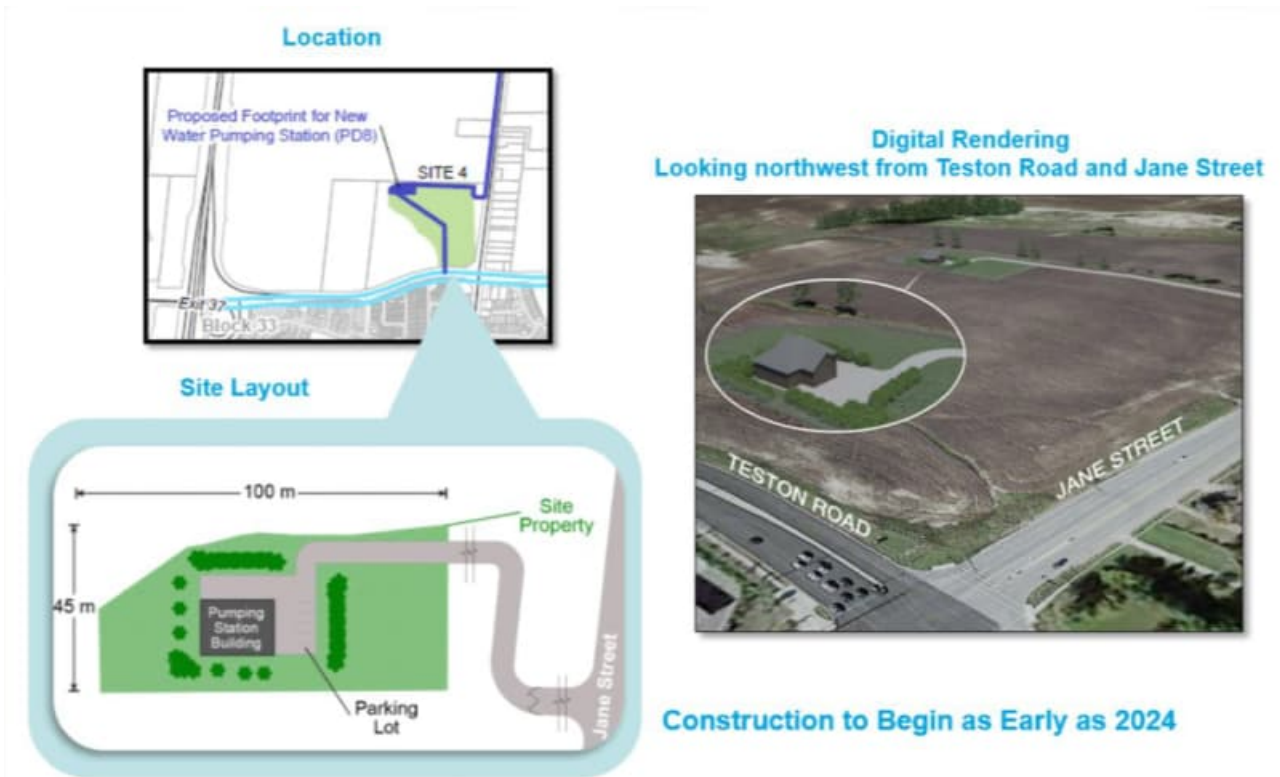 Location
Proposed Footprint for New
Water Pumping Station (PD8)
SITE 4
Exit 37
Block 33
Digital Rendering
Looking northwest from Teston Road and Jane Street
TESTON ROAD
JANE STREET
Site Layout
100 m
Site
Property
45 m
Pumping
Station
Building
Parking
Lot
Jane Street
Construction to Begin as Early as 2024